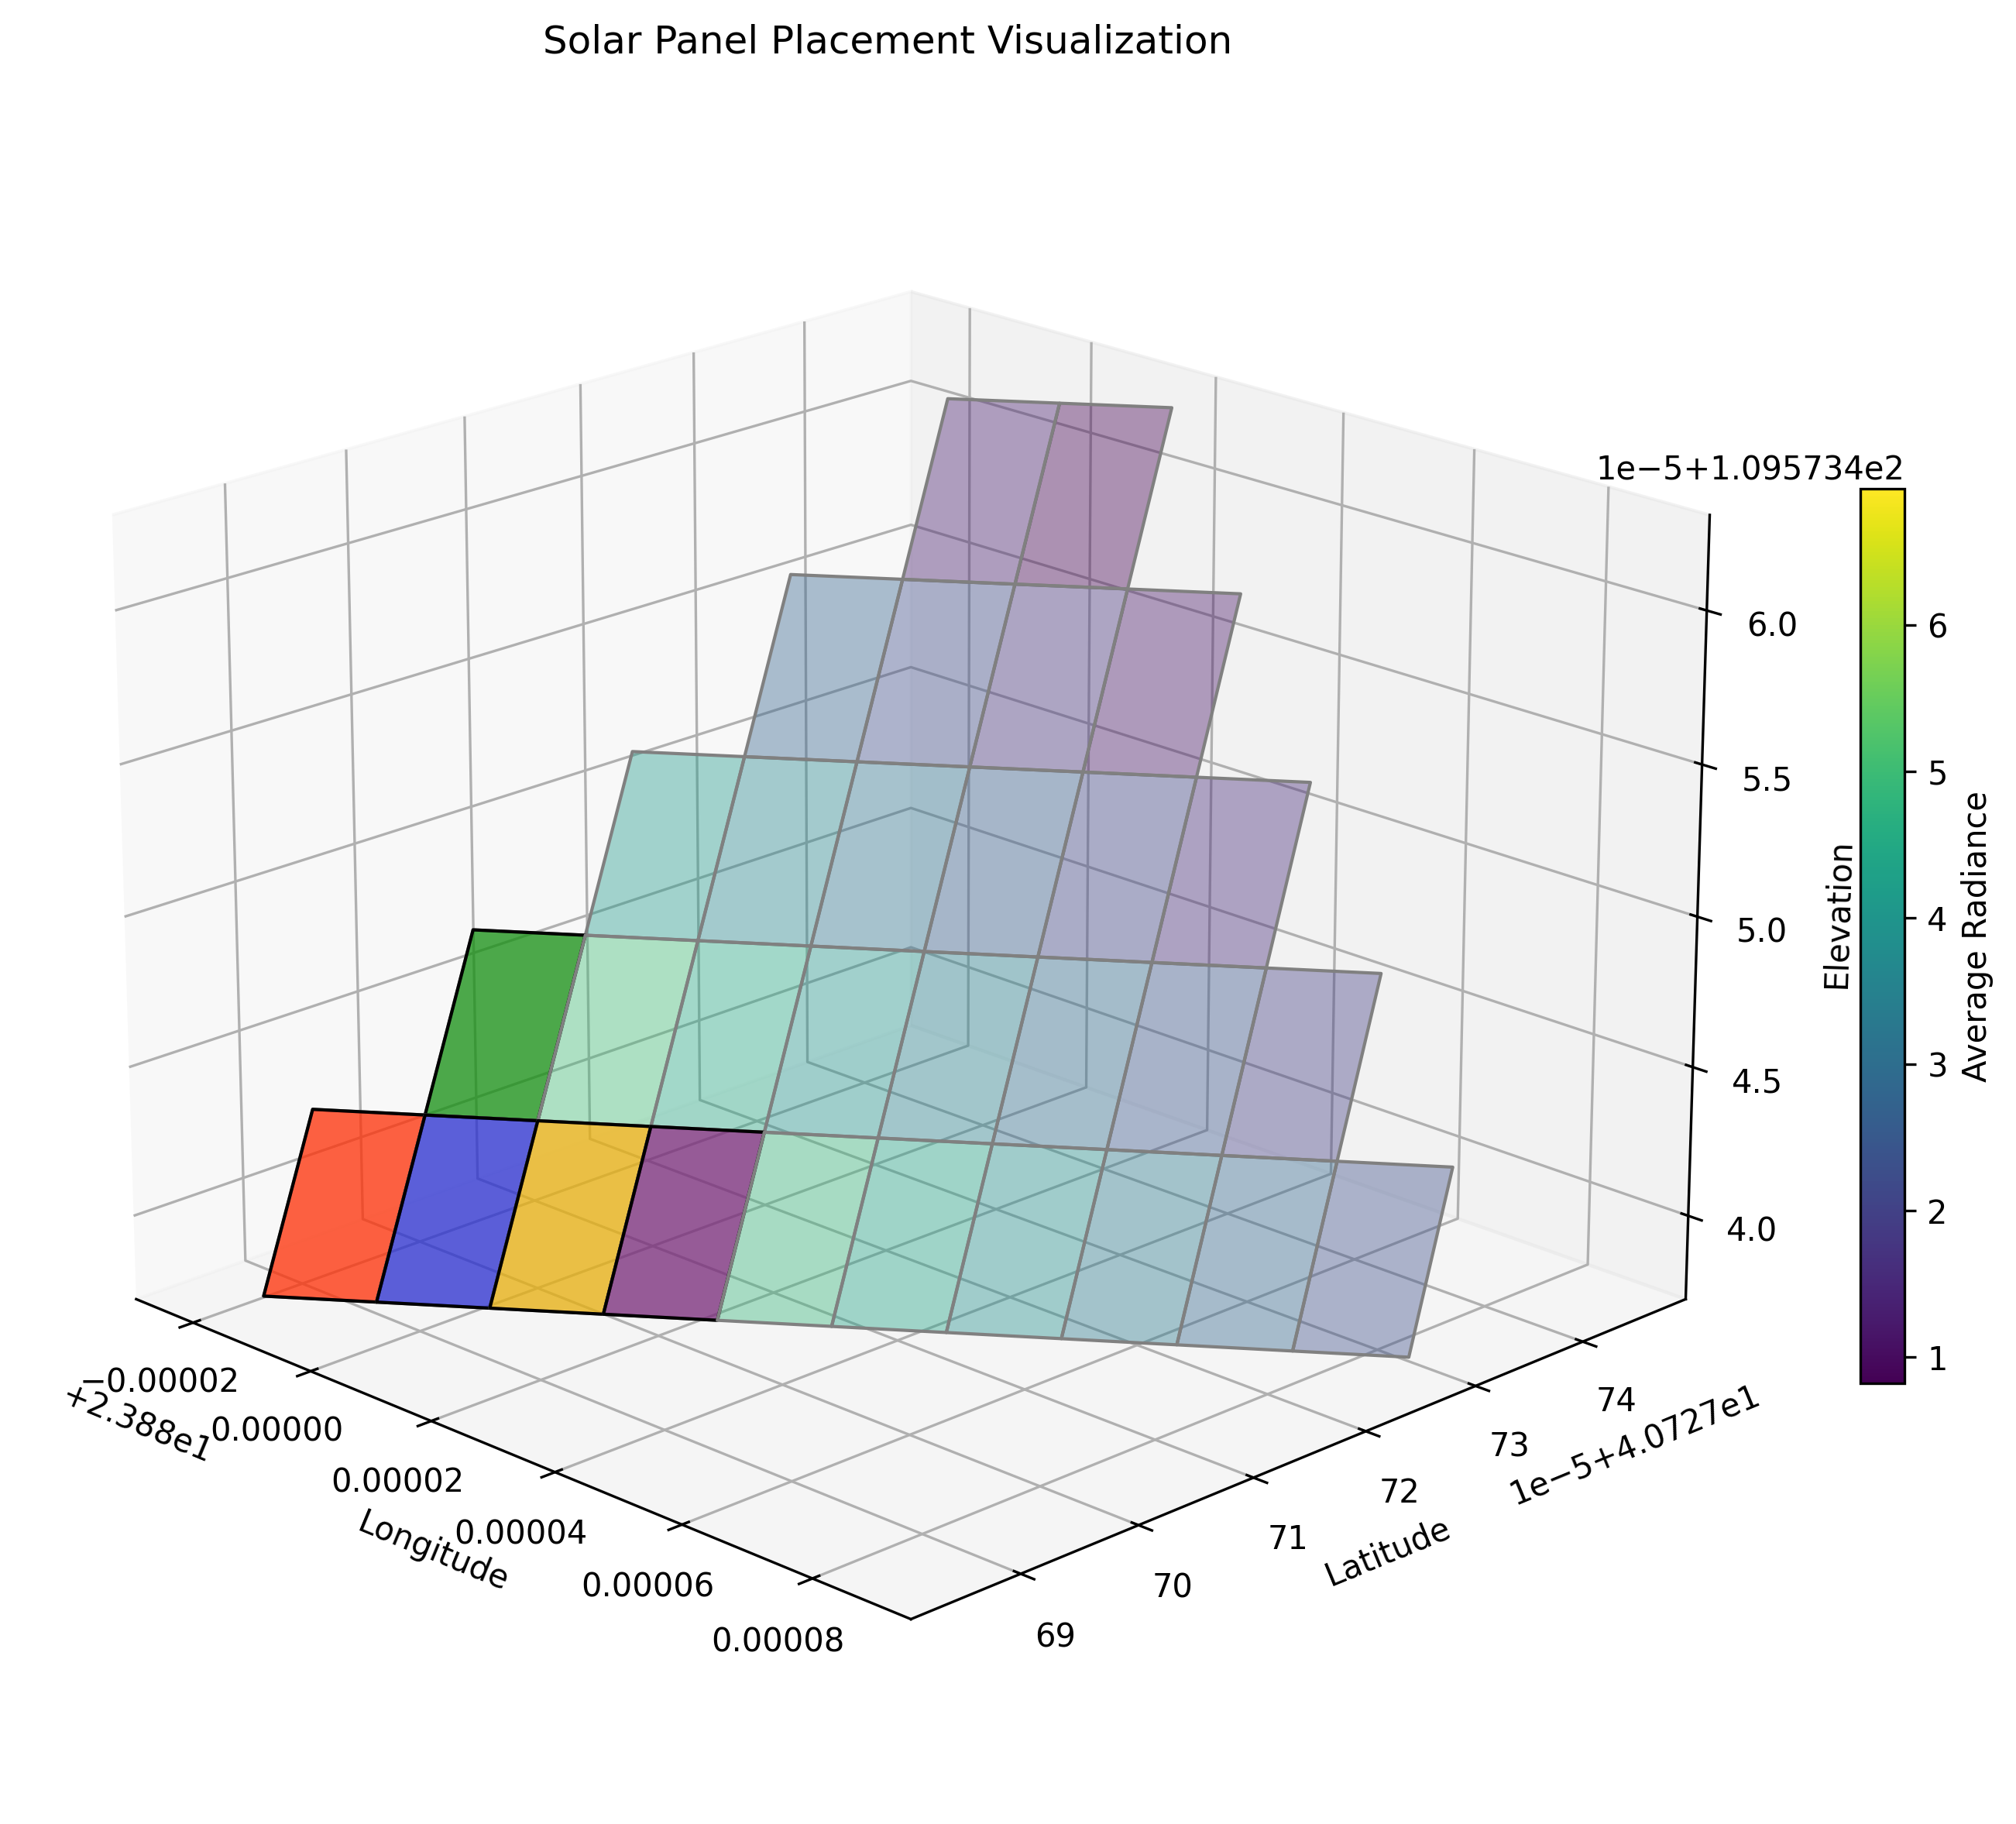 Solar Panel Placement Visualization
1e−5+1.095734e2
6.0
5.5
5.0
4.5
4.0
Elevation
6
5
4
3
2
1
Average Radiance
−0.00002
0.00000
0.00002
0.00004
0.00006
0.00008
+2.388e1
Longitude
69
70
71
72
73
74
1e−5+4.0727e1
Latitude